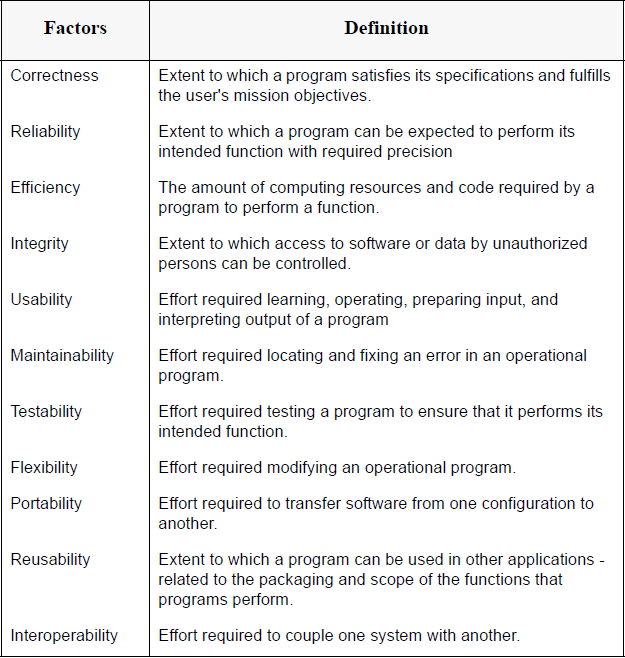 Factors Definition
Correctness Extent to which a program satisfies its specifications and fulfills
the user's mission objectives.
Reliability Extent to which a program can be expected to perform its
intended function with required precision
Efficiency The amount of computing resources and code required by a
program to perform a function.
Integrity Extent to which access to software or data by unauthorized
persons can be controlled.
Usability Effort required learning, operating, preparing input, and
interpreting output of a program
Maintainability Effort required locating and fixing an error in an operational
program.
Testability Effort required testing a program to ensure that it performs its
intended function.
Flexibility Effort required modifying an operational program.
Portability Effort required to transfer software from one configuration to
another.
Reusability Extent to which a program can be used in other applications -
related to the packaging and scope of the functions that
programs perform.
Interoperability Effort required to couple one system with another.